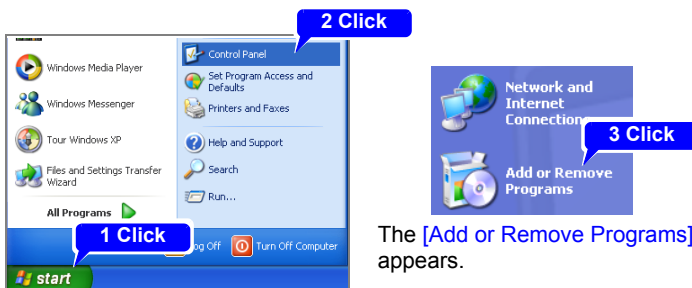 2 Click
Windows Media Player
Windows Messenger
Tour Windows XP
Files and Settings Transfer
Wizard
All Programs
Control Panel
Set Program Access and
Defaults
Printers and Faxes
Help and Support
Search
Run...
1 Click
Off
Turn Off Computer
start
Network and
Internet
3 Click
Add or Remove
Programs
The [Add or Remove Programs]
appears.